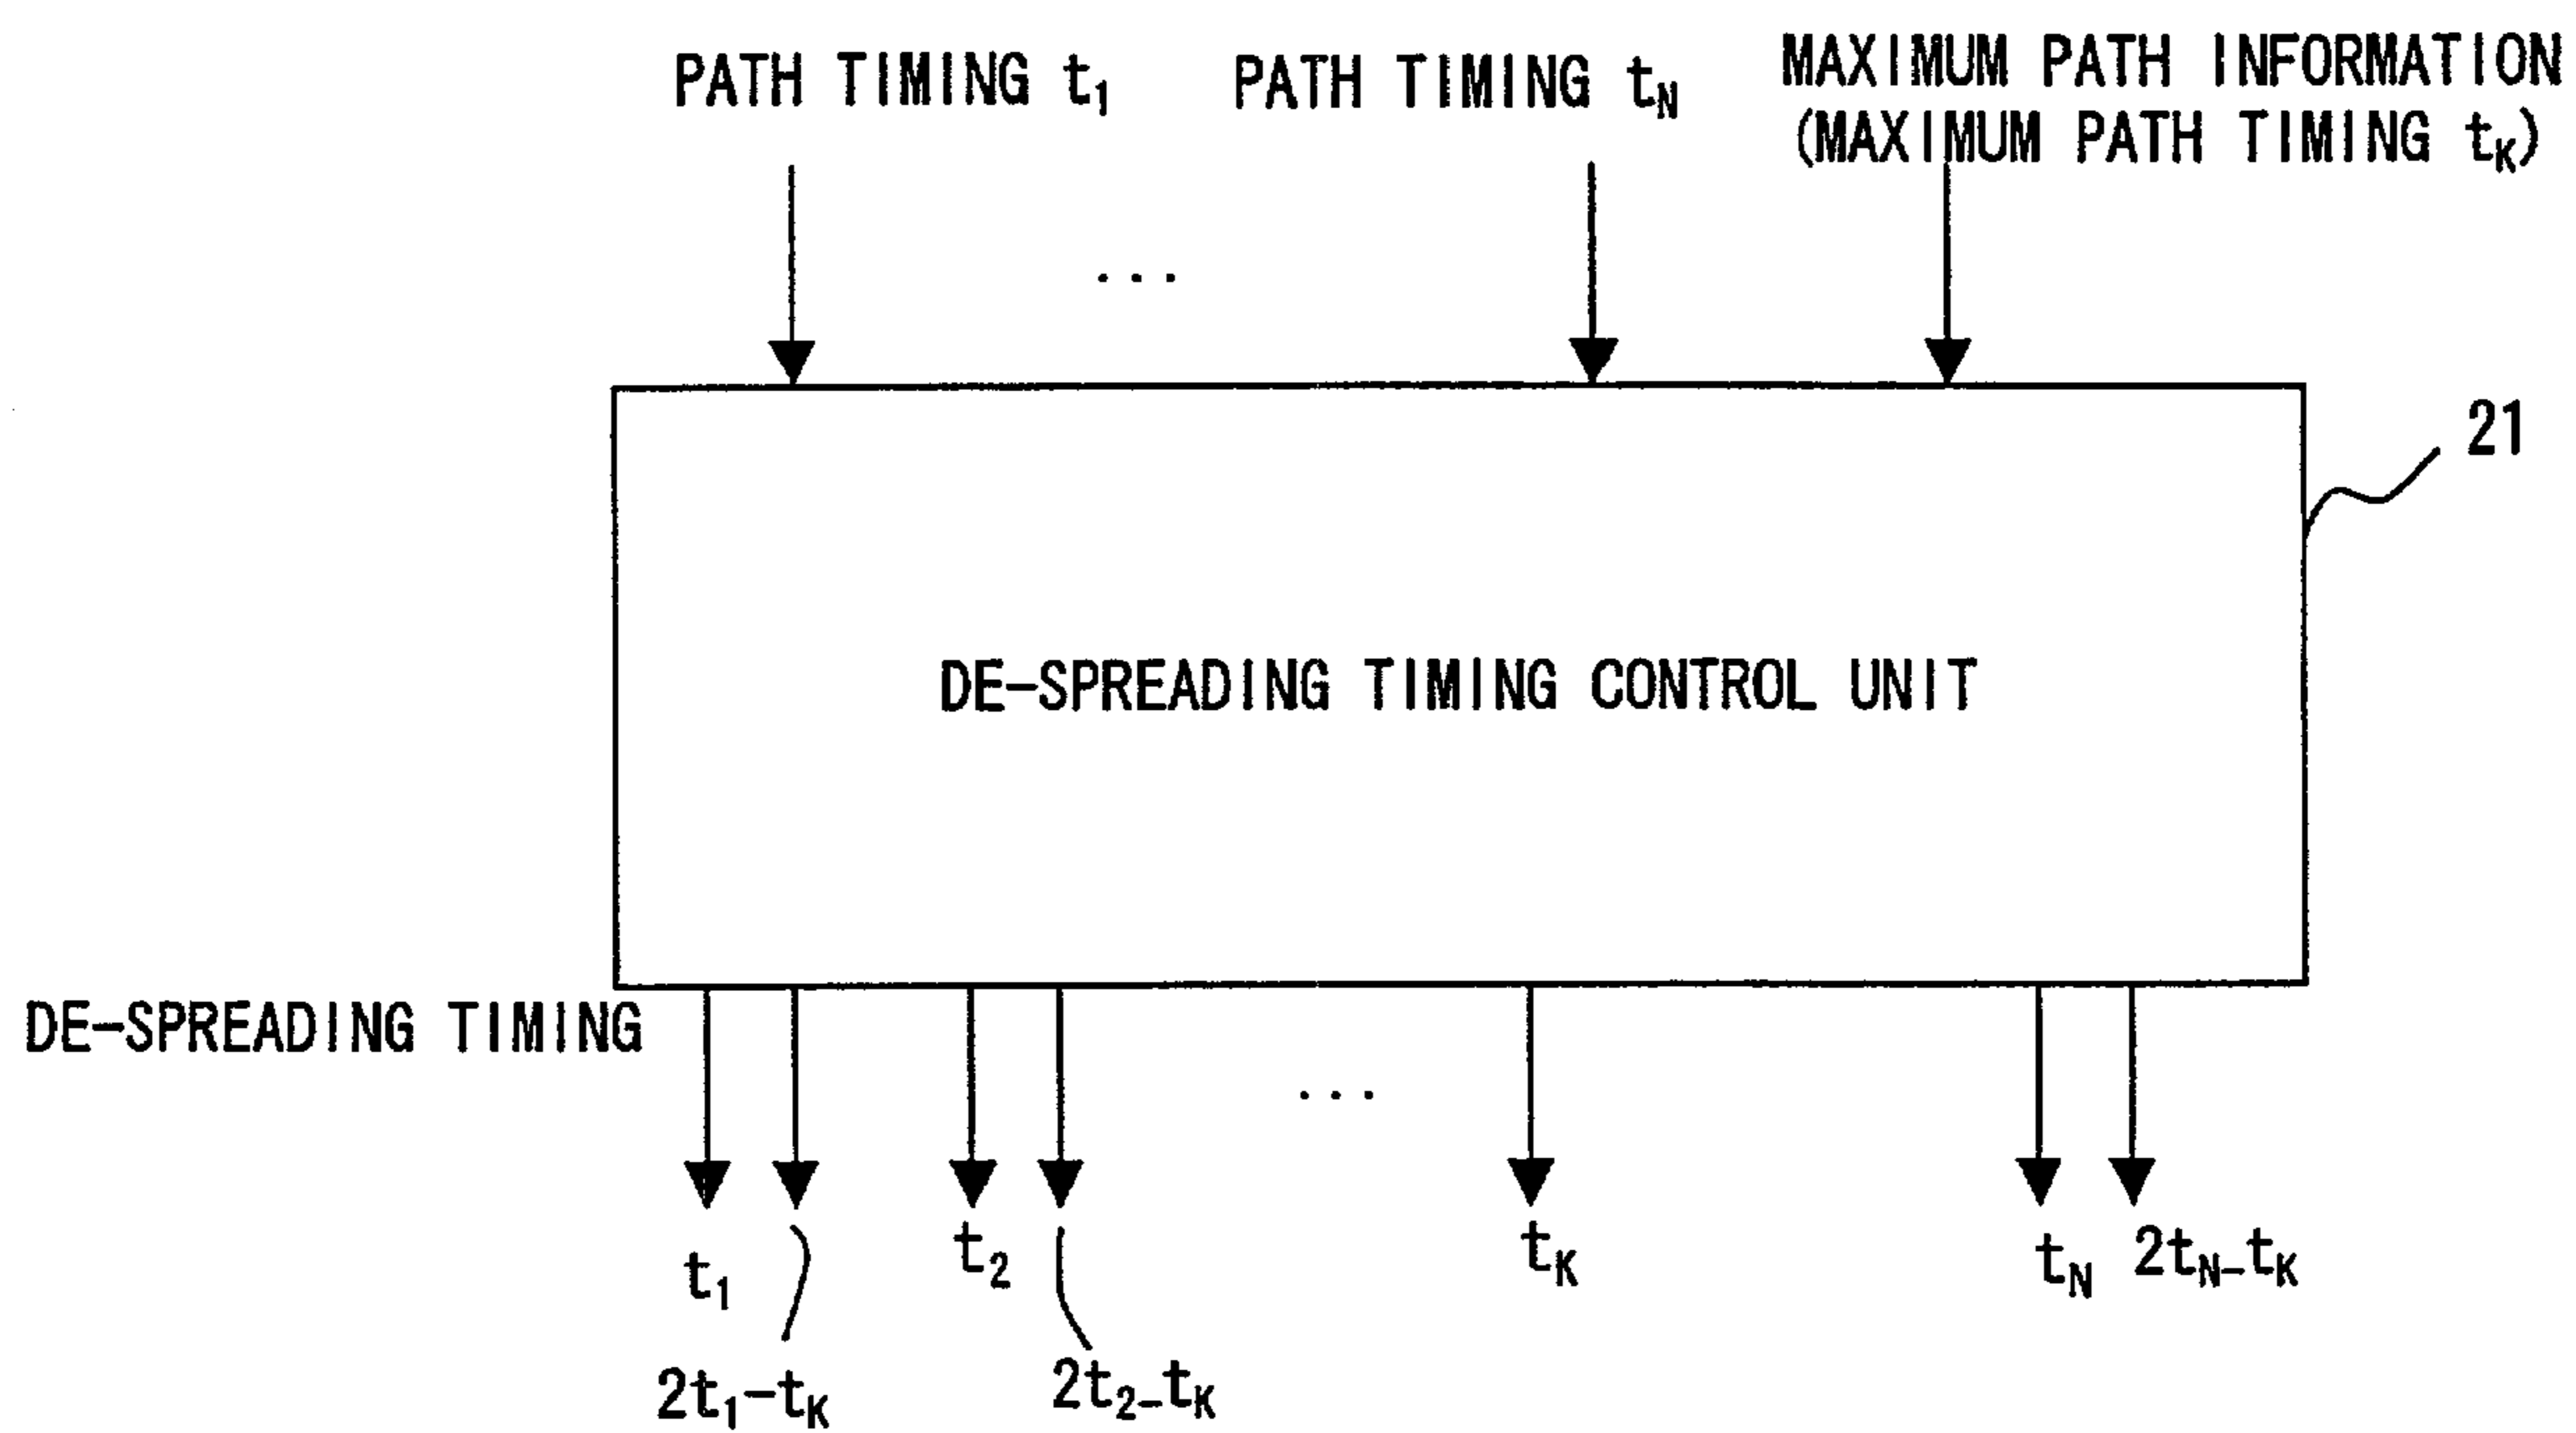 PATH TIMING t1 PATH TIMING tN MAXIMUM PATH INFORMATION
(MAXIMUM PATH TIMING tK)
...
21
DE-SPREADING TIMING CONTROL UNIT
DE-SPREADING TIMING
...
t1 t2 tK tN 2tN-tK
2t1-tK 2t2-tK